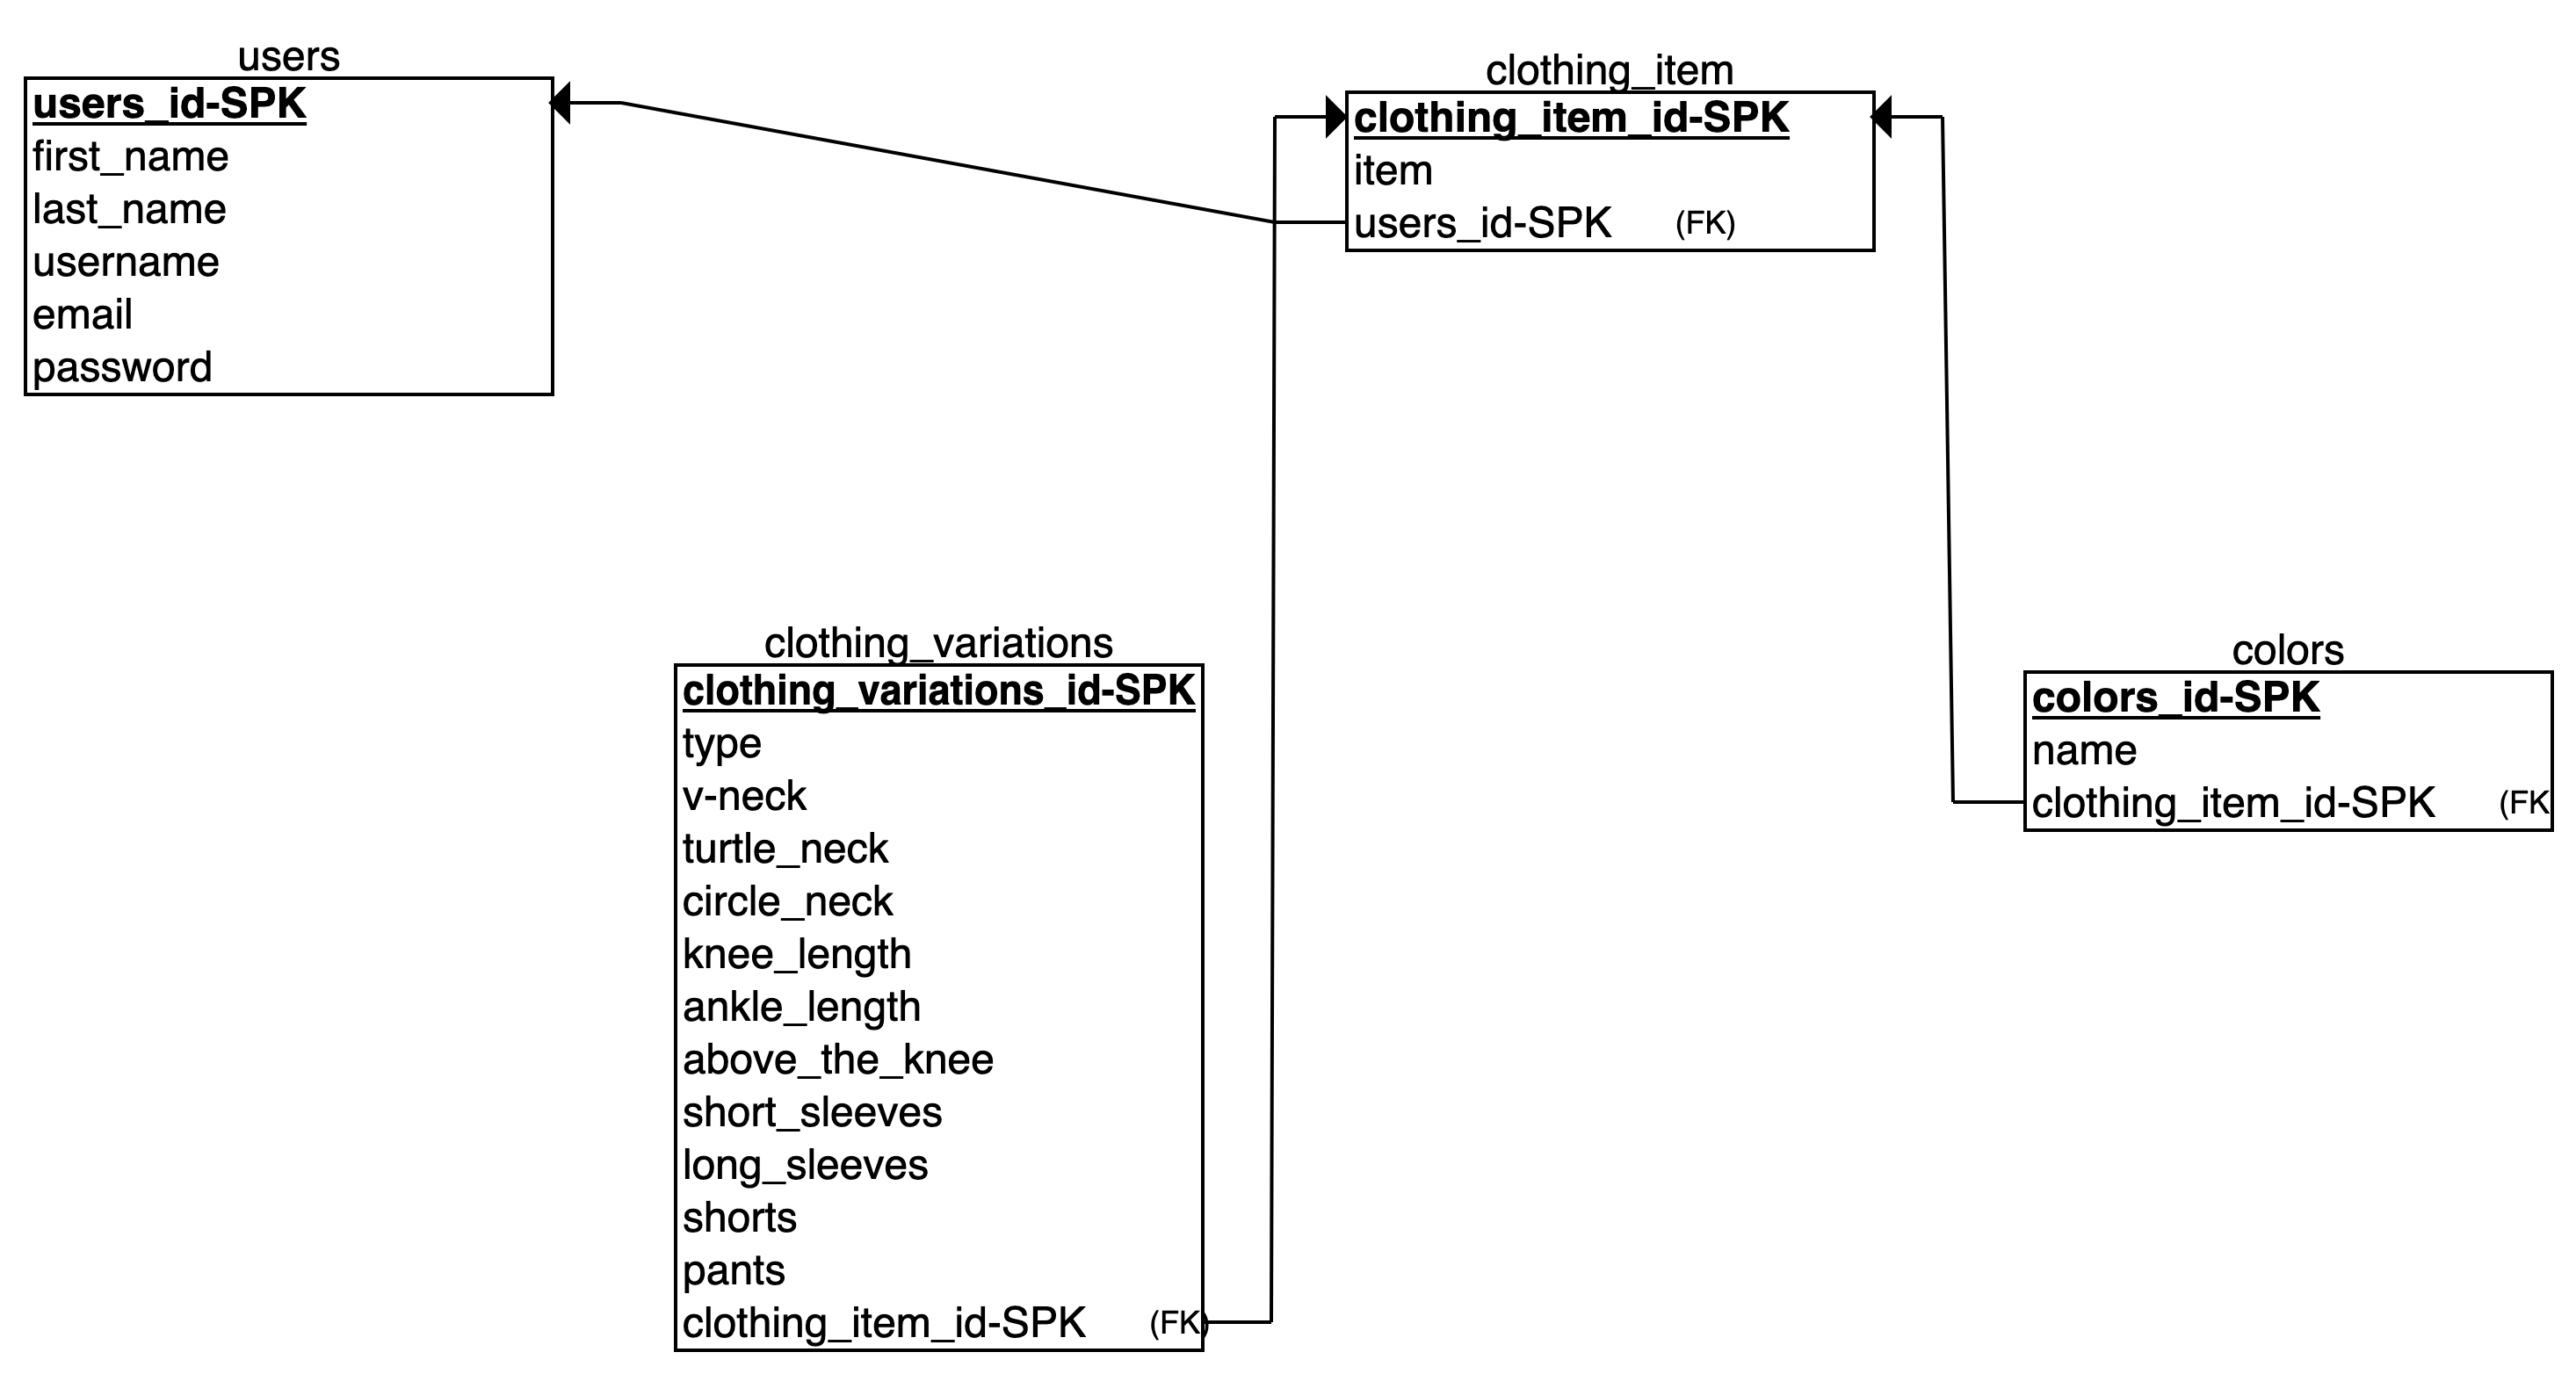 users
users_id-SPK
first_name
last_name
username
email
password
clothing_item
clothing_item_id-SPK
item
users_id-SPK (FK)
clothing_variations
clothing_variations_id-SPK
type
v-neck
turtle_neck
circle_neck
knee_length
ankle_length
above_the_knee
short_sleeves
long_sleeves
shorts
pants
clothing_item_id-SPK (FK)
colors
colors_id-SPK
name
clothing_item_id-SPK (FK